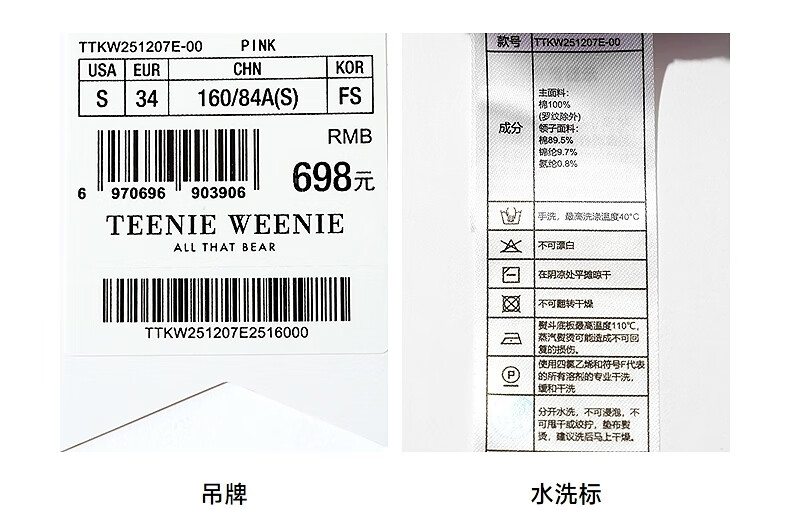 TTKW251207E-00 PINK
USA EUR CHN KOR
S 34 160/84A(S) FS
RMB
698元
6 970696 903906
TEENIE WEENIE
ALL THAT BEAR
TTKW251207E2516000
吊牌
款号 TTKW251207E-00
成分
主面料:
棉100%
(罗纹除外)
领子面料:
棉89.5%
锦纶9.7%
氨纶0.8%
手洗，最高洗涤温度40°C
不可漂白
在阴凉处平摊晾干
不可翻转干燥
熨斗底板最高温度110℃，
蒸汽熨烫可能造成不可回
复的损伤。
使用四氯乙烯和符号F代表
的所有溶剂的专业干洗，
缓和干洗
分开水洗，不可浸泡，不
可甩干或绞拧，垫布熨
烫，建议洗后马上干燥。
水洗标